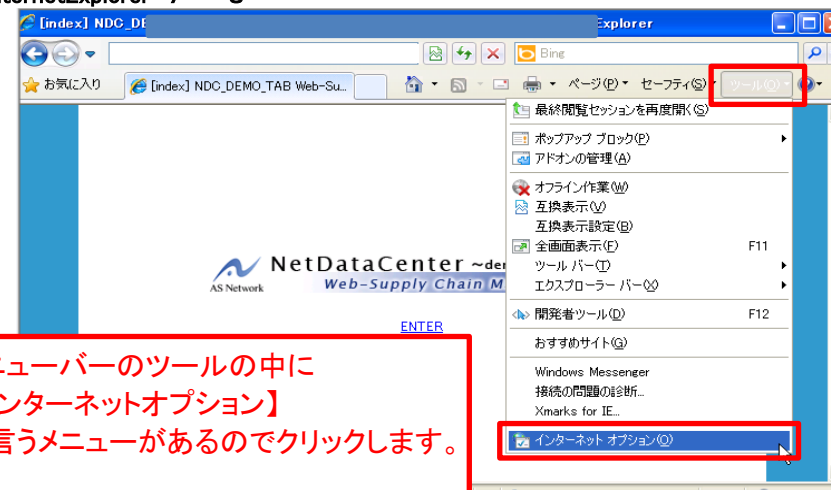 [index] NDC_DE Explorer
Bing
お気に入り [index] NDC_DEMO_TAB Web-Su... ページ(P) セーフティ(S) ツール(O)
最終閲覧セッションを再度開く(S)
ポップアップ ブロック(P)
アドオンの管理(A)
オフライン作業(W)
互換表示(V)
互換表示設定(B)
全画面表示(F) F11
ツール バー(T)
エクスプローラー バー(X)
開発者ツール(D) F12
おすすめサイト(G)
Windows Messenger
接続の問題の診断...
Xmarks for IE...
インターネット オプション(O)
NetDataCenter ~de
AS Network
Web-Supply Chain M
ENTER
ニューバーのツールの中に
ンターネットオプション】
言うメニューがあるのでクリックします。